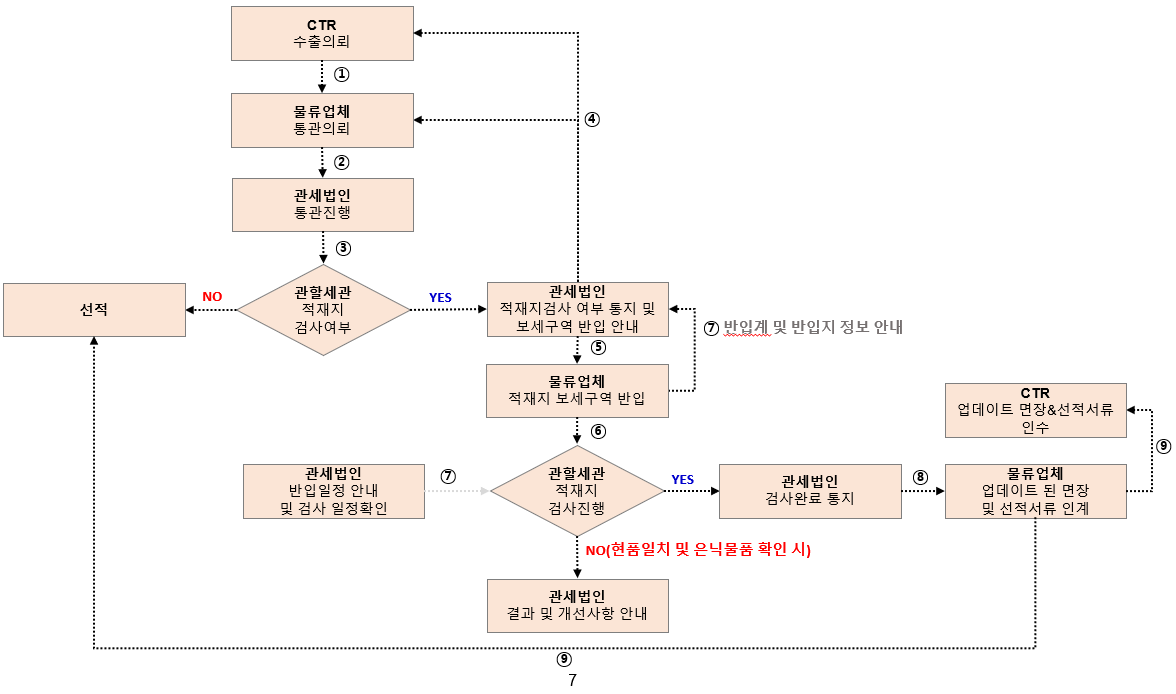 CTR
수출의뢰
①
물류업체
통관의뢰
④
②
관세법인
통관진행
③
선적
NO
관할세관
적재지
검사여부
YES
관세법인
적재지검사 여부 통지 및
보세구역 반입 안내
⑦ 반입계 및 반입지 정보 안내
⑤
물류업체
적재지 보세구역 반입
⑥
CTR
업데이트 면장&선적서류
인수
⑨
관세법인
반입일정 안내
및 검사 일정확인
⑦
관할세관
적재지
검사진행
YES
관세법인
검사완료 통지
⑧
물류업체
업데이트 된 면장
및 선적서류 인계
NO(현품일치 및 은닉물품 확인 시)
관세법인
결과 및 개선사항 안내
⑨
7